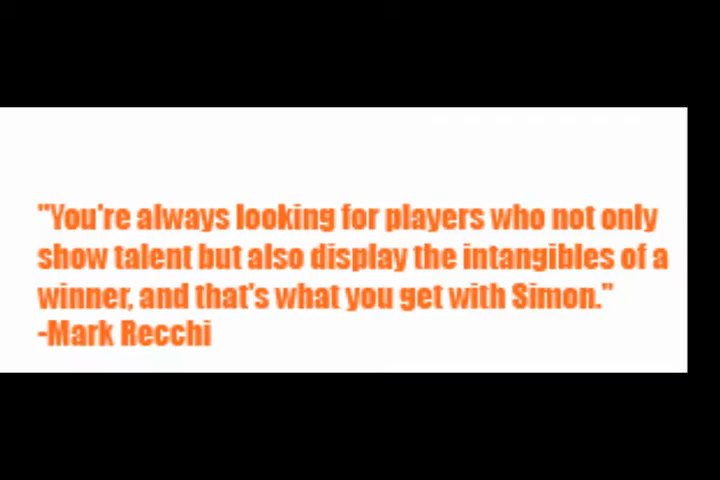 "You're always looking for players who not only
show talent but also display the intangibles of a
winner, and that's what you get with Simon."
-Mark Recchi